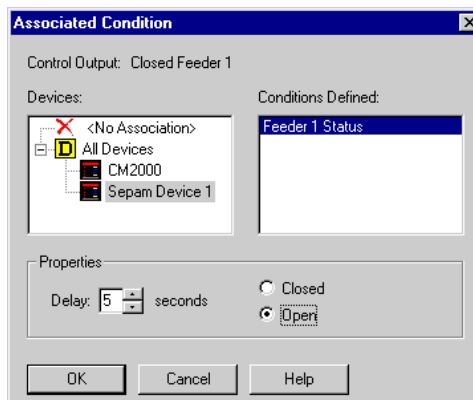 Associated Condition
Control Output: Closed Feeder 1
Devices:
Conditions Defined:
<No Association>
Feeder 1 Status
D All Devices
CM2000
Sepam Device 1
Properties
Delay: 5 seconds
Closed
Open
OK Cancel Help